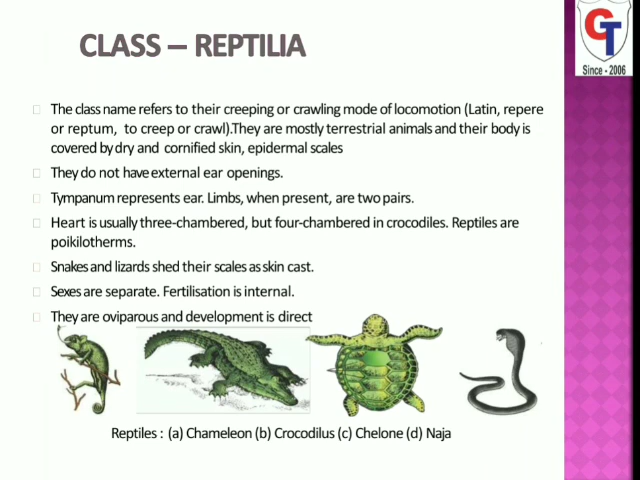 CLASS – REPTILIA
GT
Since - 2006
The class name refers to their creeping or crawling mode of locomotion (Latin, repere
or reptum, to creep or crawl).They are mostly terrestrial animals and their body is
covered by dry and cornified skin, epidermal scales
They do not have external ear openings.
Tympanum represents ear. Limbs, when present, are two pairs.
Heart is usually three-chambered, but four-chambered in crocodiles. Reptiles are
poikilotherms.
Snakes and lizards shed their scales as skin cast.
Sexes are separate. Fertilisation is internal.
They are oviparous and development is direct
Reptiles : (a) Chameleon (b) Crocodilus (c) Chelone (d) Naja